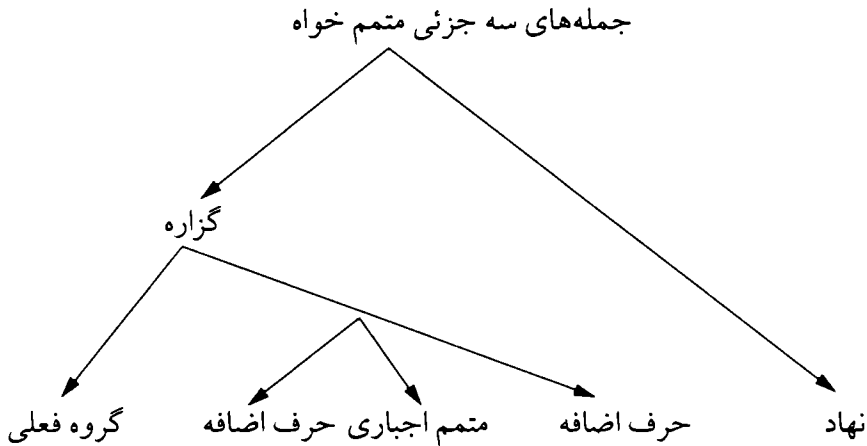 جمله‌های سه جزئی متمم خواه
گزاره
نهاد حرف اضافه متمم اجباری حرف اضافه گروه فعلی